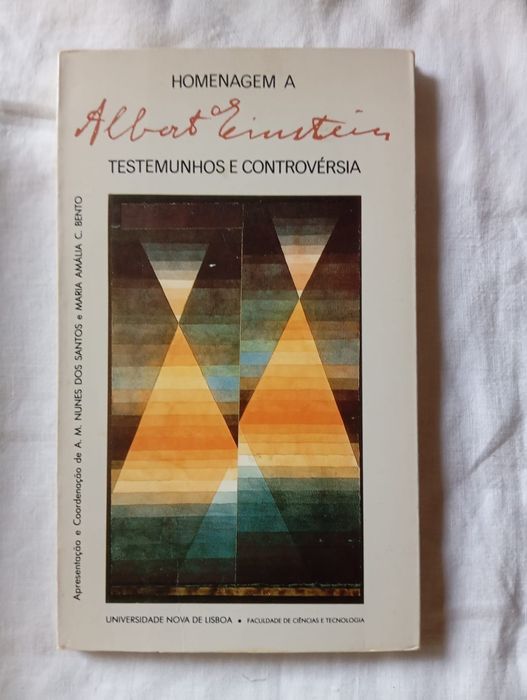 HOMENAGEM A
Albert Einstein
TESTEMUNHOS E CONTROVÉRSIA
Apresentação e Coordenação de A. M. NUNES DOS SANTOS e MARIA AMÁLIA C. BENTO
UNIVERSIDADE NOVA DE LISBOA • FACULDADE DE CIÊNCIAS E TECNOLOGIA